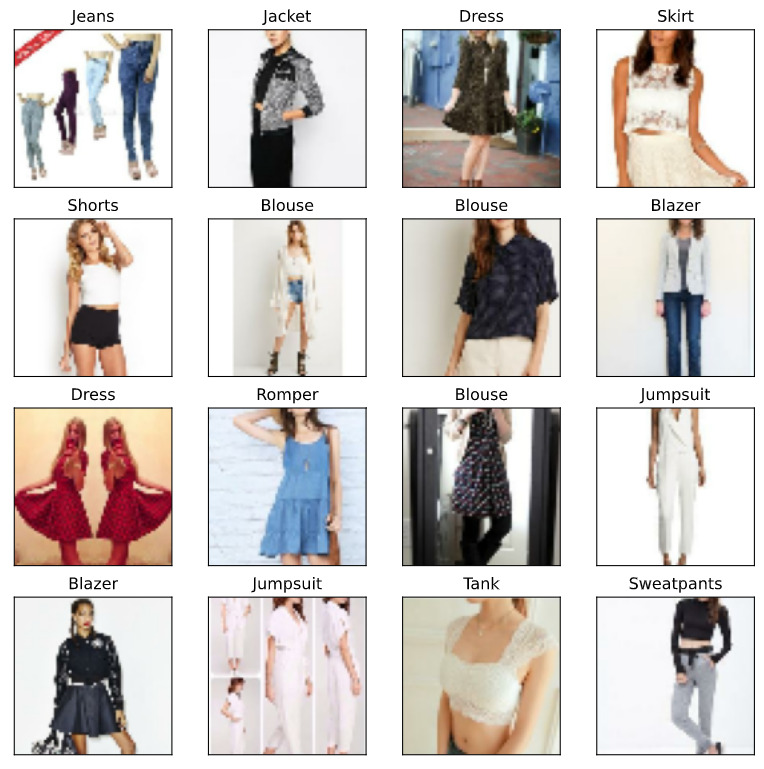 Jeans
Jacket
Dress
Skirt
Shorts
Blouse
Blouse
Blazer
Dress
Romper
Blouse
Jumpsuit
Blazer
Jumpsuit
Tank
Sweatpants